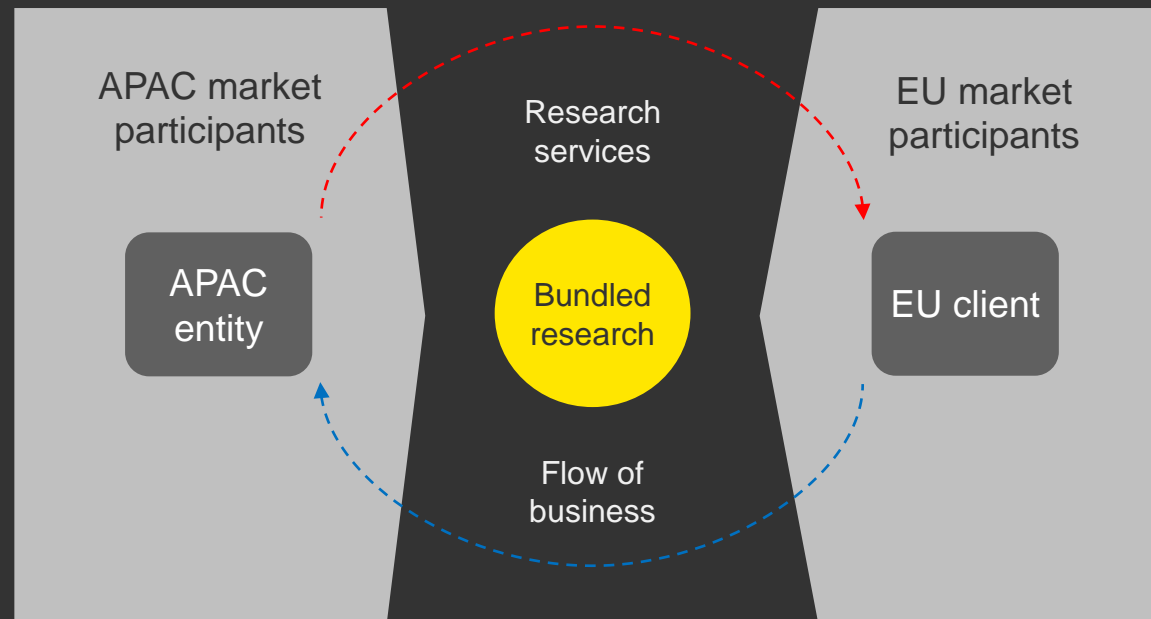 APAC market
participants
Research
services
EU market
participants
APAC
entity
Bundled
research
EU client
Flow of
business